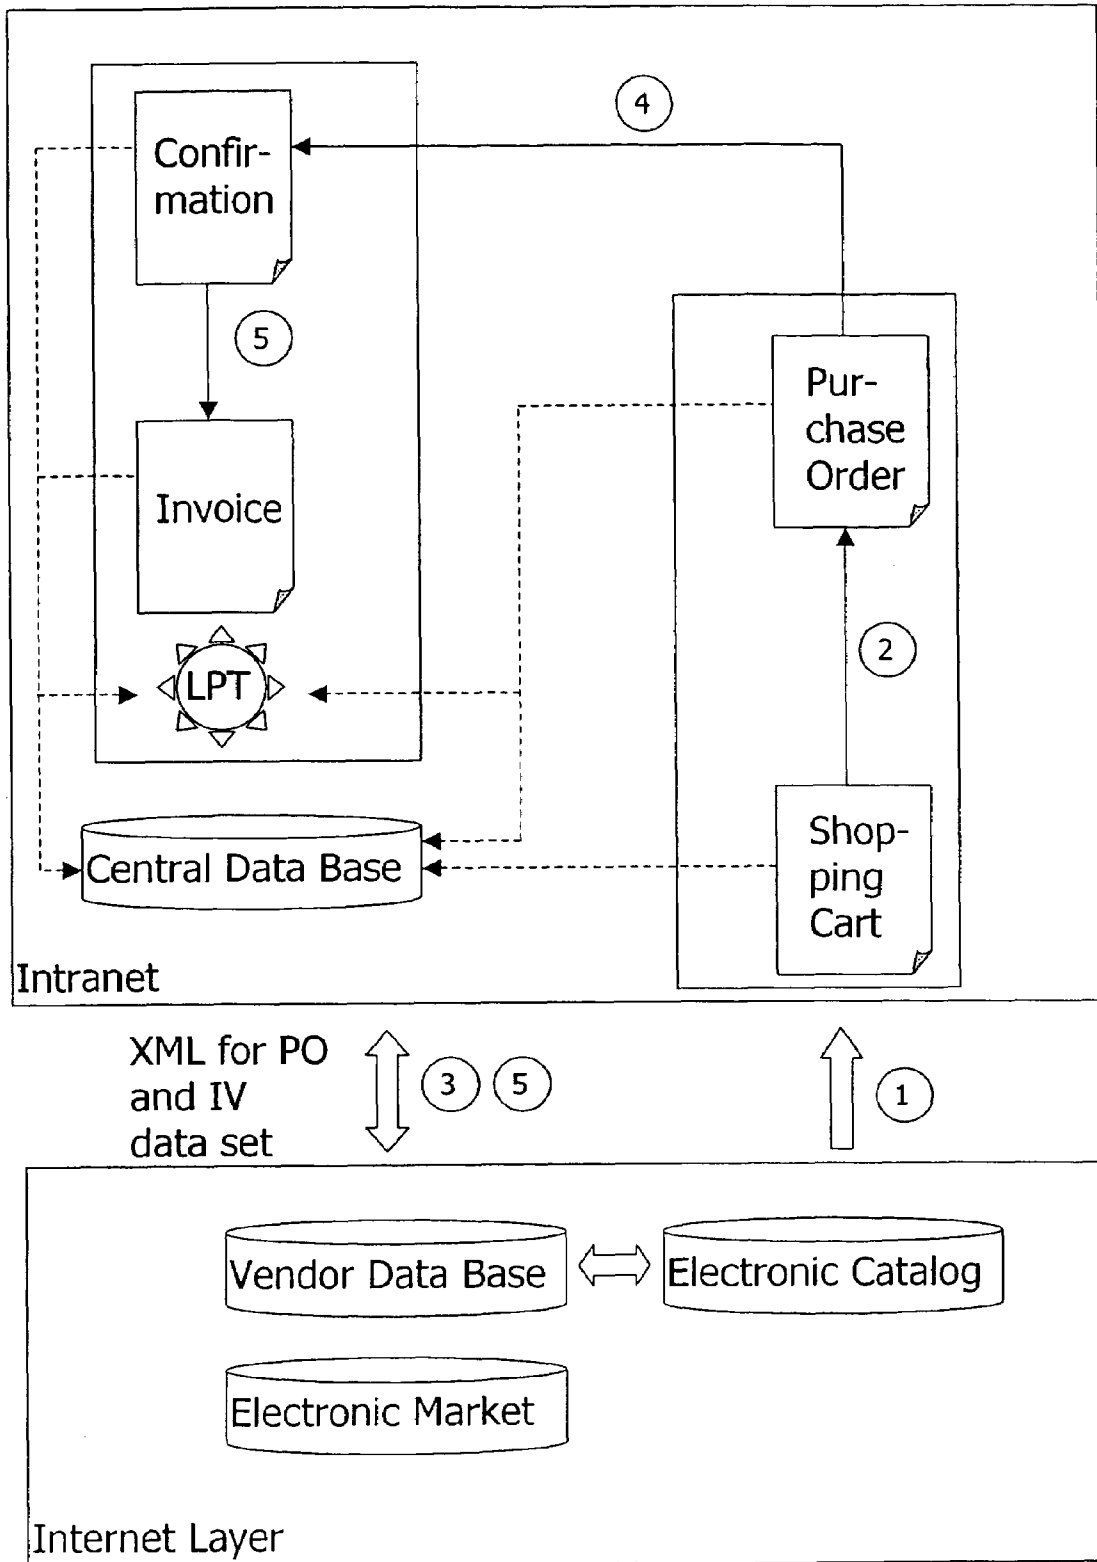 4
Confir-
mation
5
Pur-
chase
Order
Invoice
2
LPT
Shop-
ping
Cart
Central Data Base
Intranet
XML for PO
and IV
data set
3
5
1
Vendor Data Base
Electronic Catalog
Electronic Market
Internet Layer